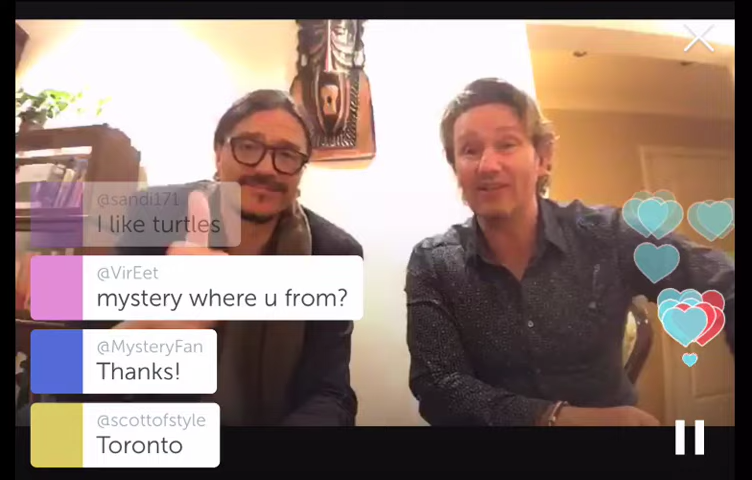 @sandi171
I like turtles
@VirEet
mystery where u from?
@MysteryFan
Thanks!
@scottofstyle
Toronto